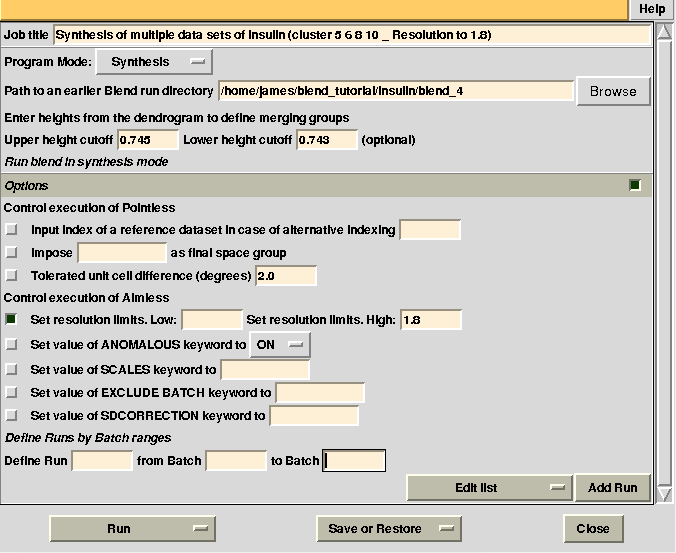 Help
Job title Synthesis of multiple data sets of insulin (cluster 5 6 8 10 _ Resolution to 1.8)
Program Mode: Synthesis
Path to an earlier Blend run directory /home/james/blend_tutorial/insulin/blend_4 Browse
Enter heights from the dendrogram to define merging groups
Upper height cutoff 0.745 Lower height cutoff 0.743 (optional)
Run blend in synthesis mode
Options
Control execution of Pointless
Input index of a reference dataset in case of alternative indexing
Impose as final space group
Tolerated unit cell difference (degrees) 2.0
Control execution of Aimless
Set resolution limits. Low: Set resolution limits. High: 1.8
Set value of ANOMALOUS keyword to ON
Set value of SCALES keyword to
Set value of EXCLUDE BATCH keyword to
Set value of SDCORRECTION keyword to
Define Runs by Batch ranges
Define Run from Batch to Batch
Edit list Add Run
Run Save or Restore Close